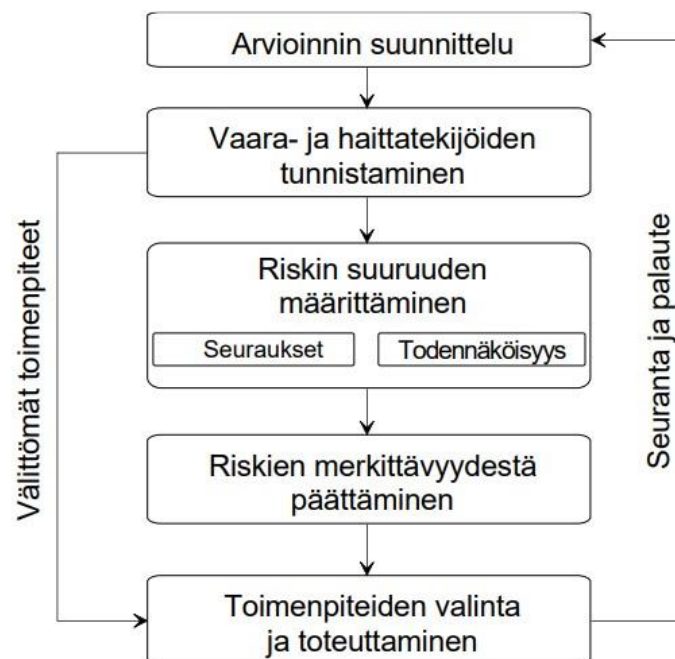 Arvioinnin suunnittelu
Vaara- ja haittatekijöiden
tunnistaminen
Riskin suuruuden
määrittäminen
Seuraukset
Todennäköisyys
Riskien merkittävyydestä
päättäminen
Toimenpiteiden valinta
ja toteuttaminen
Välittömät toimenpiteet
Seuranta ja palaute